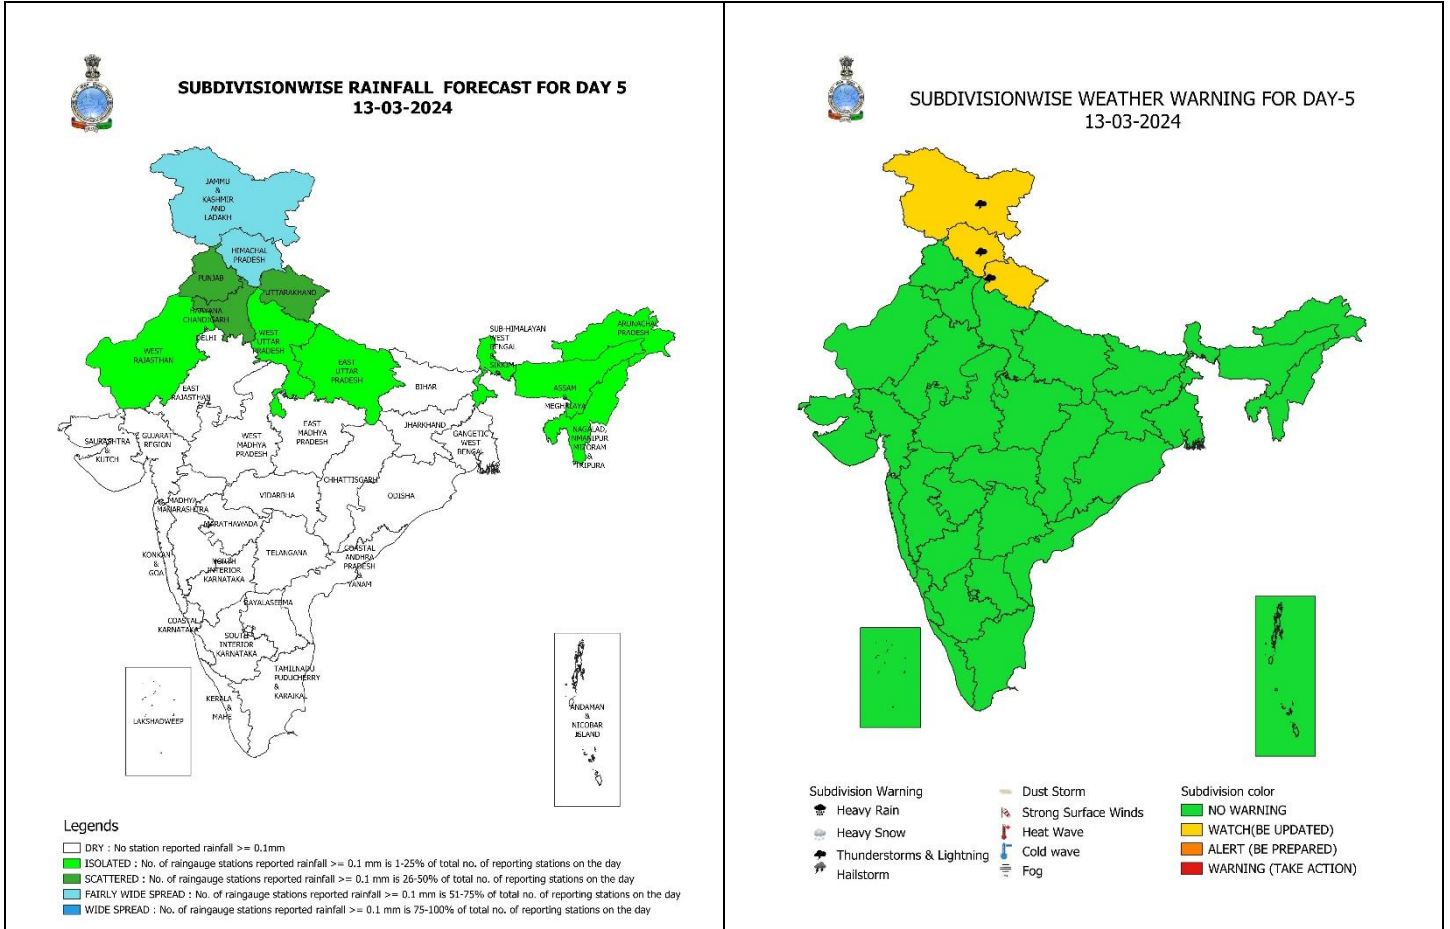 SUBDIVISIONWISE RAINFALL FORECAST FOR DAY 5
13-03-2024
JAMMU
&
KASHMIR
AND
LADAKH
HIMACHAL
PRADESH
PUNJAB
UTTARAKHAND
HARYANA
CHANDIGARH
&
DELHI
WEST
UTTAR
PRADESH
WEST
RAJASTHAN
EAST
RAJASTHAN
EAST
UTTAR
PRADESH
BIHAR
SUB-HIMALAYAN
WEST
BENGAL
&
SIKKIM
ARUNACHAL
PRADESH
ASSAM
MEGHALAYA
&
NAGALAD,
MANIPUR
MIZORAM
&
TRIPURA
SAURASHTRA
&
KUTCH
GUJARAT
REGION
WEST
MADHYA
PRADESH
EAST
MADHYA
PRADESH
JHARKHAND
GANGETIC
WEST
BENGAL
CHHATTISGARH
ODISHA
VIDARBHA
MADHYA
MAHARASHTRA
MARATHAWADA
KONKAN
&
GOA
NORTH
INTERIOR
KARNATAKA
TELANGANA
COASTAL
ANDHRA
PRADESH
&
YANAM
RAYALASEEMA
COASTAL
KARNATAKA
SOUTH
INTERIOR
KARNATAKA
TAMILNADU
PUDUCHERRY
&
KARAIKAL
KERALA
&
MAHE
LAKSHADWEEP
ANDAMAN
&
NICOBAR
ISLAND
Legends
DRY : No station reported rainfall >= 0.1mm
ISOLATED : No. of raingauge stations reported rainfall >= 0.1 mm is 1-25% of total no. of reporting stations on the day
SCATTERED : No. of raingauge stations reported rainfall >= 0.1 mm is 26-50% of total no. of reporting stations on the day
FAIRLY WIDE SPREAD : No. of raingauge stations reported rainfall >= 0.1 mm is 51-75% of total no. of reporting stations on the day
WIDE SPREAD : No. of raingauge stations reported rainfall >= 0.1 mm is 75-100% of total no. of reporting stations on the day
SUBDIVISIONWISE WEATHER WARNING FOR DAY-5
13-03-2024
Subdivision Warning
Heavy Rain
Heavy Snow
Thunderstorms & Lightning
Hailstorm
Dust Storm
Strong Surface Winds
Heat Wave
Cold wave
Fog
Subdivision color
NO WARNING
WATCH(BE UPDATED)
ALERT (BE PREPARED)
WARNING (TAKE ACTION)